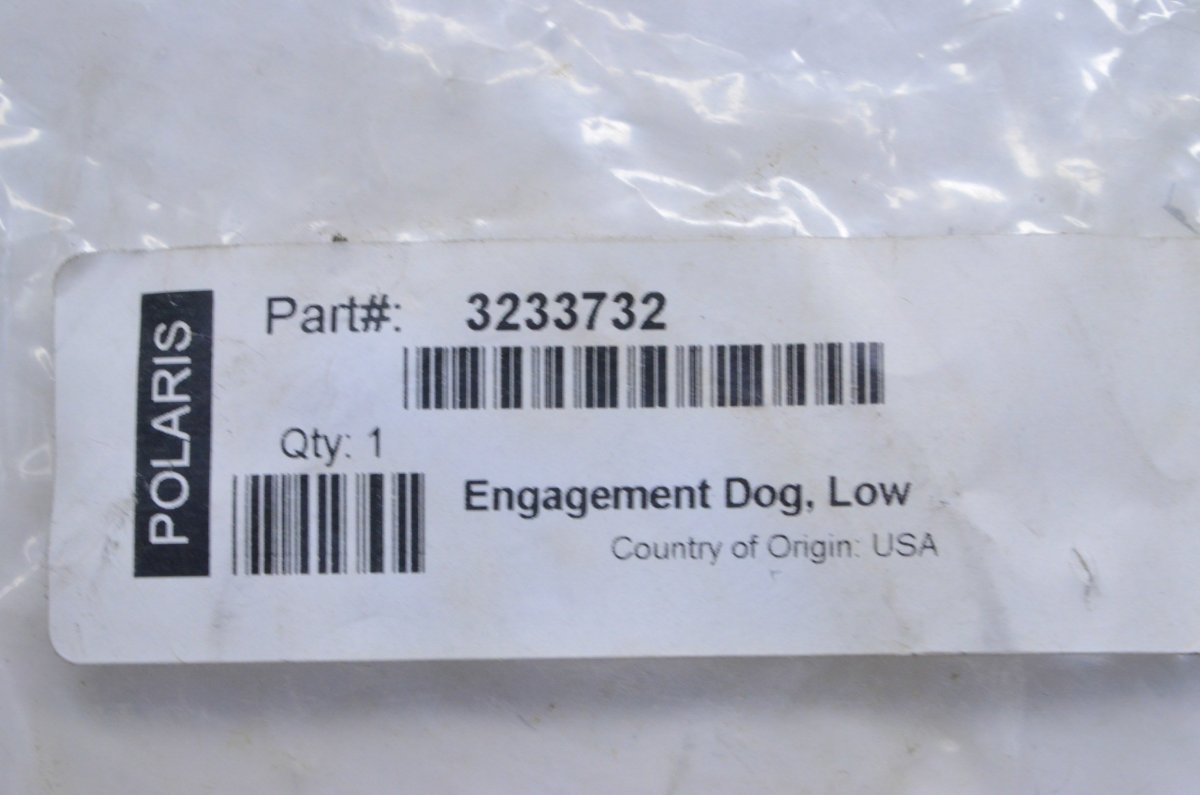 POLARIS
Part#: 3233732
Qty: 1
Engagement Dog, Low
Country of Origin: USA